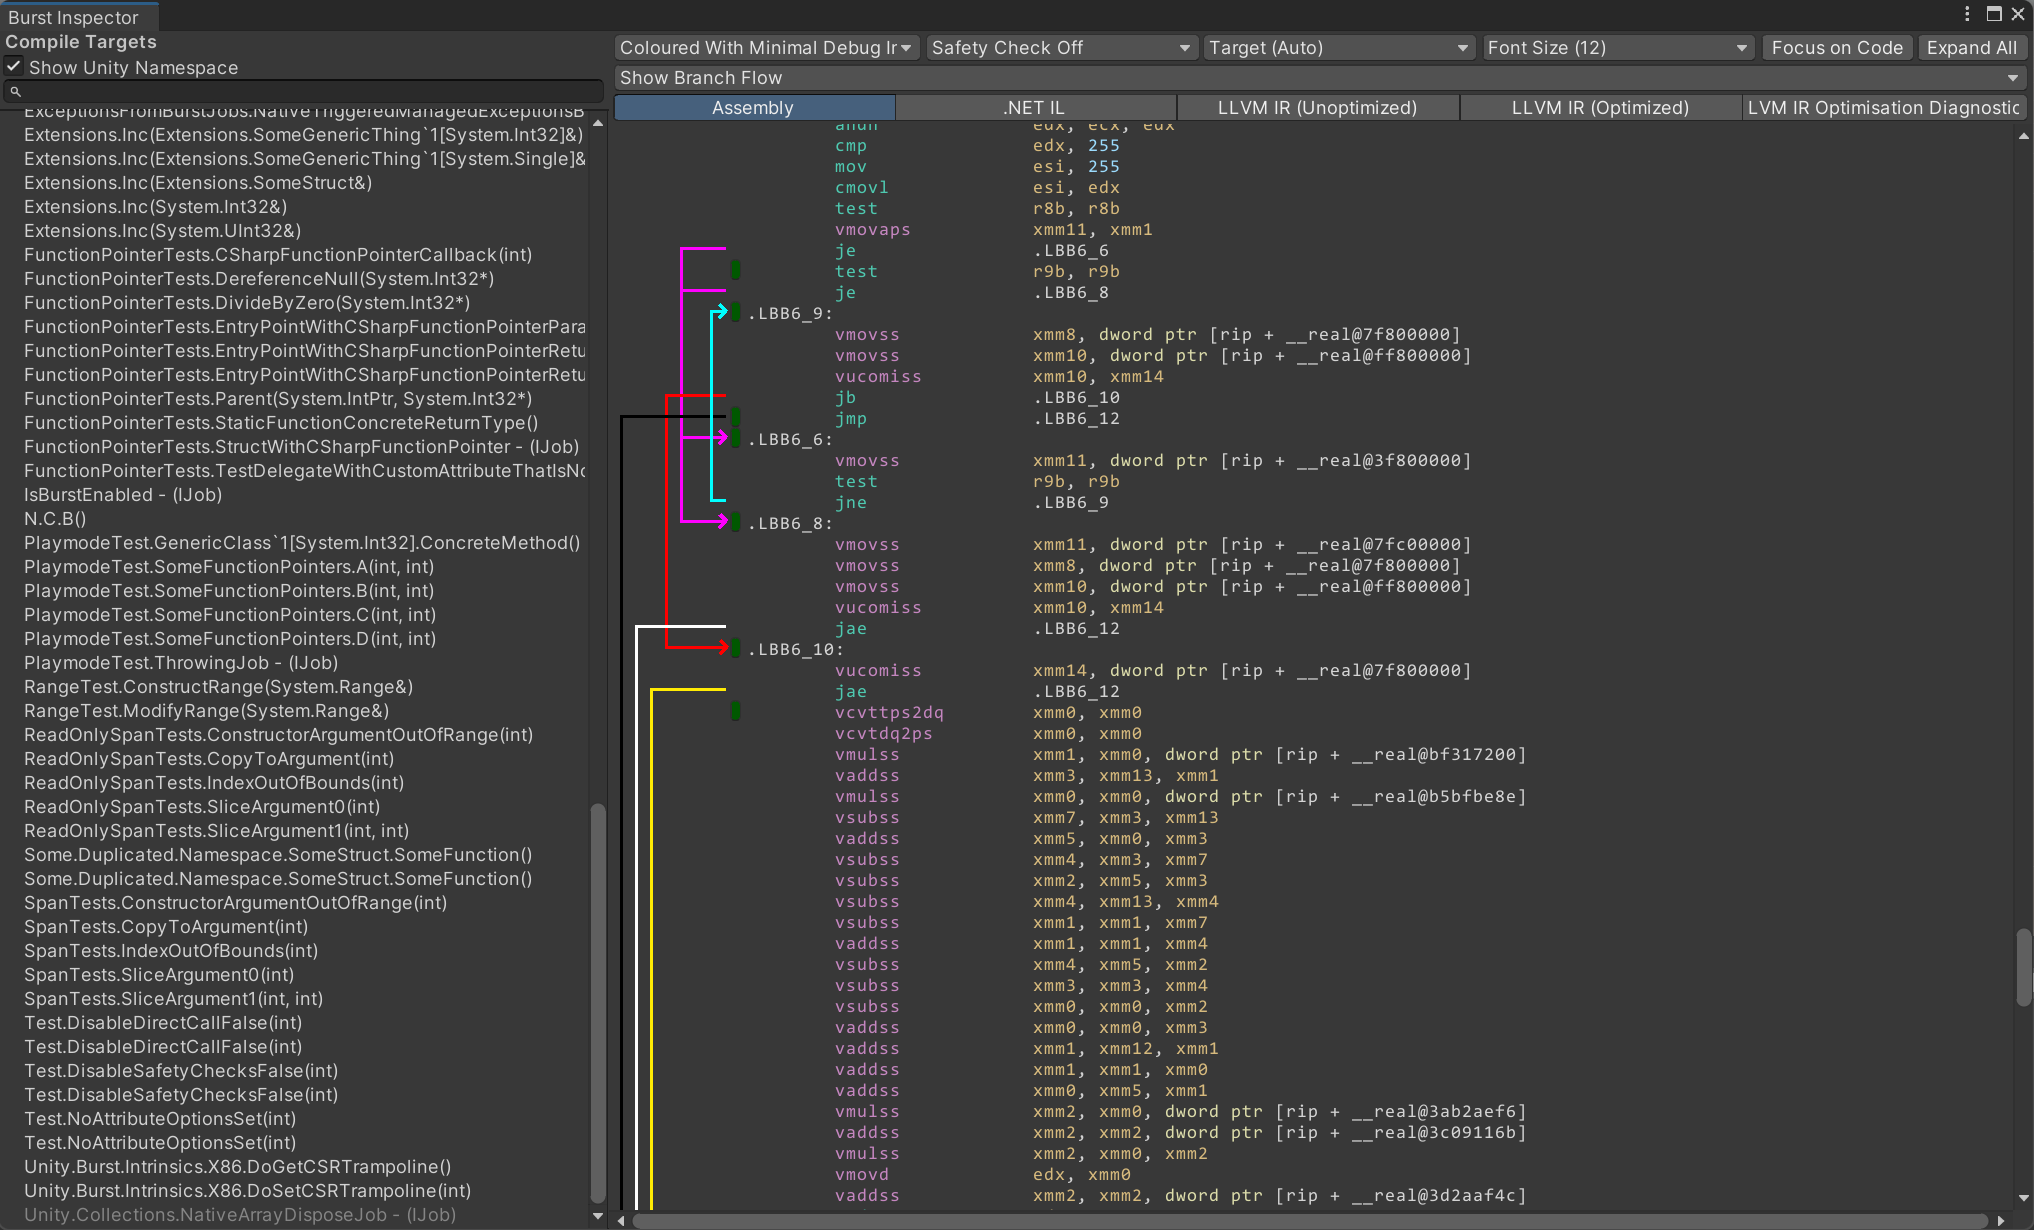 Burst Inspector
Compile Targets
Show Unity Namespace
Coloured With Minimal Debug Ir
Safety Check Off
Target (Auto)
Font Size (12)
Focus on Code
Expand All
Show Branch Flow
Assembly
.NET IL
LLVM IR (Unoptimized)
LLVM IR (Optimized)
LVM IR Optimisation Diagnostic
ExceptionsFromBurstJobs.NativeTriggeredManagedExceptionsB
Extensions.Inc(Extensions.SomeGenericThing`1[System.Int32]&)
Extensions.Inc(Extensions.SomeGenericThing`1[System.Single]&
Extensions.Inc(Extensions.SomeStruct&)
Extensions.Inc(System.Int32&)
Extensions.Inc(System.UInt32&)
FunctionPointerTests.CSharpFunctionPointerCallback(int)
FunctionPointerTests.DereferenceNull(System.Int32*)
FunctionPointerTests.DivideByZero(System.Int32*)
FunctionPointerTests.EntryPointWithCSharpFunctionPointerPara
FunctionPointerTests.EntryPointWithCSharpFunctionPointerRetu
FunctionPointerTests.EntryPointWithCSharpFunctionPointerRetu
FunctionPointerTests.Parent(System.IntPtr, System.Int32*)
FunctionPointerTests.StaticFunctionConcreteReturnType()
FunctionPointerTests.StructWithCSharpFunctionPointer - (IJob)
FunctionPointerTests.TestDelegateWithCustomAttributeThatIsNo
IsBurstEnabled - (IJob)
N.C.B()
PlaymodeTest.GenericClass`1[System.Int32].ConcreteMethod()
PlaymodeTest.SomeFunctionPointers.A(int, int)
PlaymodeTest.SomeFunctionPointers.B(int, int)
PlaymodeTest.SomeFunctionPointers.C(int, int)
PlaymodeTest.SomeFunctionPointers.D(int, int)
PlaymodeTest.ThrowingJob - (IJob)
RangeTest.ConstructRange(System.Range&)
RangeTest.ModifyRange(System.Range&)
ReadOnlySpanTests.ConstructorArgumentOutOfRange(int)
ReadOnlySpanTests.CopyToArgument(int)
ReadOnlySpanTests.IndexOutOfBounds(int)
ReadOnlySpanTests.SliceArgument0(int)
ReadOnlySpanTests.SliceArgument1(int, int)
Some.Duplicated.Namespace.SomeStruct.SomeFunction()
Some.Duplicated.Namespace.SomeStruct.SomeFunction()
SpanTests.ConstructorArgumentOutOfRange(int)
SpanTests.CopyToArgument(int)
SpanTests.IndexOutOfBounds(int)
SpanTests.SliceArgument0(int)
SpanTests.SliceArgument1(int, int)
Test.DisableDirectCallFalse(int)
Test.DisableDirectCallFalse(int)
Test.DisableSafetyChecksFalse(int)
Test.DisableSafetyChecksFalse(int)
Test.NoAttributeOptionsSet(int)
Test.NoAttributeOptionsSet(int)
Unity.Burst.Intrinsics.X86.DoGetCSRTrampoline()
Unity.Burst.Intrinsics.X86.DoSetCSRTrampoline(int)
Unity.Collections.NativeArrayDisposeJob - (IJob)
cmp edx, 255
mov esi, 255
cmovl esi, edx
test r8b, r8b
vmovaps xmm11, xmm1
je .LBB6_6
test r9b, r9b
je .LBB6_8
.LBB6_9:
vmovss xmm8, dword ptr [rip + __real@7f800000]
vmovss xmm10, dword ptr [rip + __real@ff800000]
vucomiss xmm10, xmm14
jb .LBB6_10
jmp .LBB6_12
.LBB6_6:
vmovss xmm11, dword ptr [rip + __real@3f800000]
test r9b, r9b
jne .LBB6_9
.LBB6_8:
vmovss xmm11, dword ptr [rip + __real@7fc00000]
vmovss xmm8, dword ptr [rip + __real@7f800000]
vmovss xmm10, dword ptr [rip + __real@ff800000]
vucomiss xmm10, xmm14
jae .LBB6_12
.LBB6_10:
vucomiss xmm14, dword ptr [rip + __real@7f800000]
jae .LBB6_12
vcvttps2dq xmm0, xmm0
vcvtdq2ps xmm0, xmm0
vmulss xmm1, xmm0, dword ptr [rip + __real@bf317200]
vaddss xmm3, xmm13, xmm1
vmulss xmm0, xmm0, dword ptr [rip + __real@b5bfbe8e]
vsubss xmm7, xmm3, xmm13
vaddss xmm5, xmm0, xmm3
vsubss xmm4, xmm3, xmm7
vsubss xmm2, xmm5, xmm3
vsubss xmm4, xmm13, xmm4
vsubss xmm1, xmm1, xmm7
vaddss xmm1, xmm1, xmm4
vsubss xmm4, xmm5, xmm2
vsubss xmm3, xmm3, xmm4
vsubss xmm0, xmm0, xmm2
vaddss xmm0, xmm0, xmm3
vaddss xmm1, xmm12, xmm1
vaddss xmm1, xmm1, xmm0
vaddss xmm0, xmm5, xmm1
vmulss xmm2, xmm0, dword ptr [rip + __real@3ab2aef6]
vaddss xmm2, xmm2, dword ptr [rip + __real@3c09116b]
vmulss xmm2, xmm0, xmm2
vmovd edx, xmm0
vaddss xmm2, xmm2, dword ptr [rip + __real@3d2aaf4c]